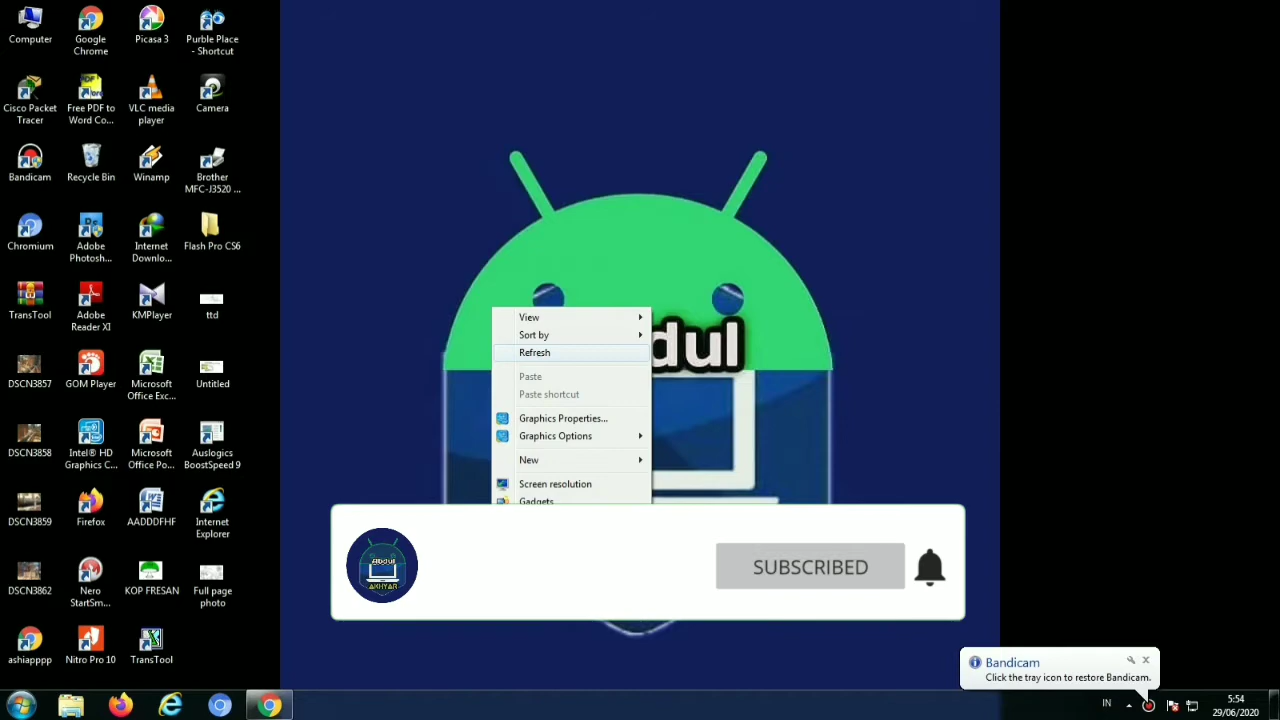 Computer
Google
Chrome
Picasa 3
Purble Place
- Shortcut
Cisco Packet
Tracer
Free PDF to
Word Co...
VLC media
player
Camera
Bandicam
Recycle Bin
Winamp
Brother
MFC-J3520 ...
Chromium
Adobe
Photosh...
Internet
Downlo...
Flash Pro CS6
TransTool
Adobe
Reader XI
KMPlayer
ttd
DSCN3857
GOM Player
Microsoft
Office Exc...
Untitled
DSCN3858
Intel® HD
Graphics C...
Microsoft
Office Po...
Auslogics
BoostSpeed 9
DSCN3859
Firefox
AADDDFHF
Internet
Explorer
DSCN3862
Nero
StartSm...
KOP FRESAN
Full page
photo
ashiapppp
Nitro Pro 10
TransTool
dul
View
Sort by
Refresh
Paste
Paste shortcut
Graphics Properties...
Graphics Options
New
Screen resolution
Gadgets
Abdul
AKHYAR
SUBSCRIBED
Bandicam
Click the tray icon to restore Bandicam.
IN
5:54
29/06/2020